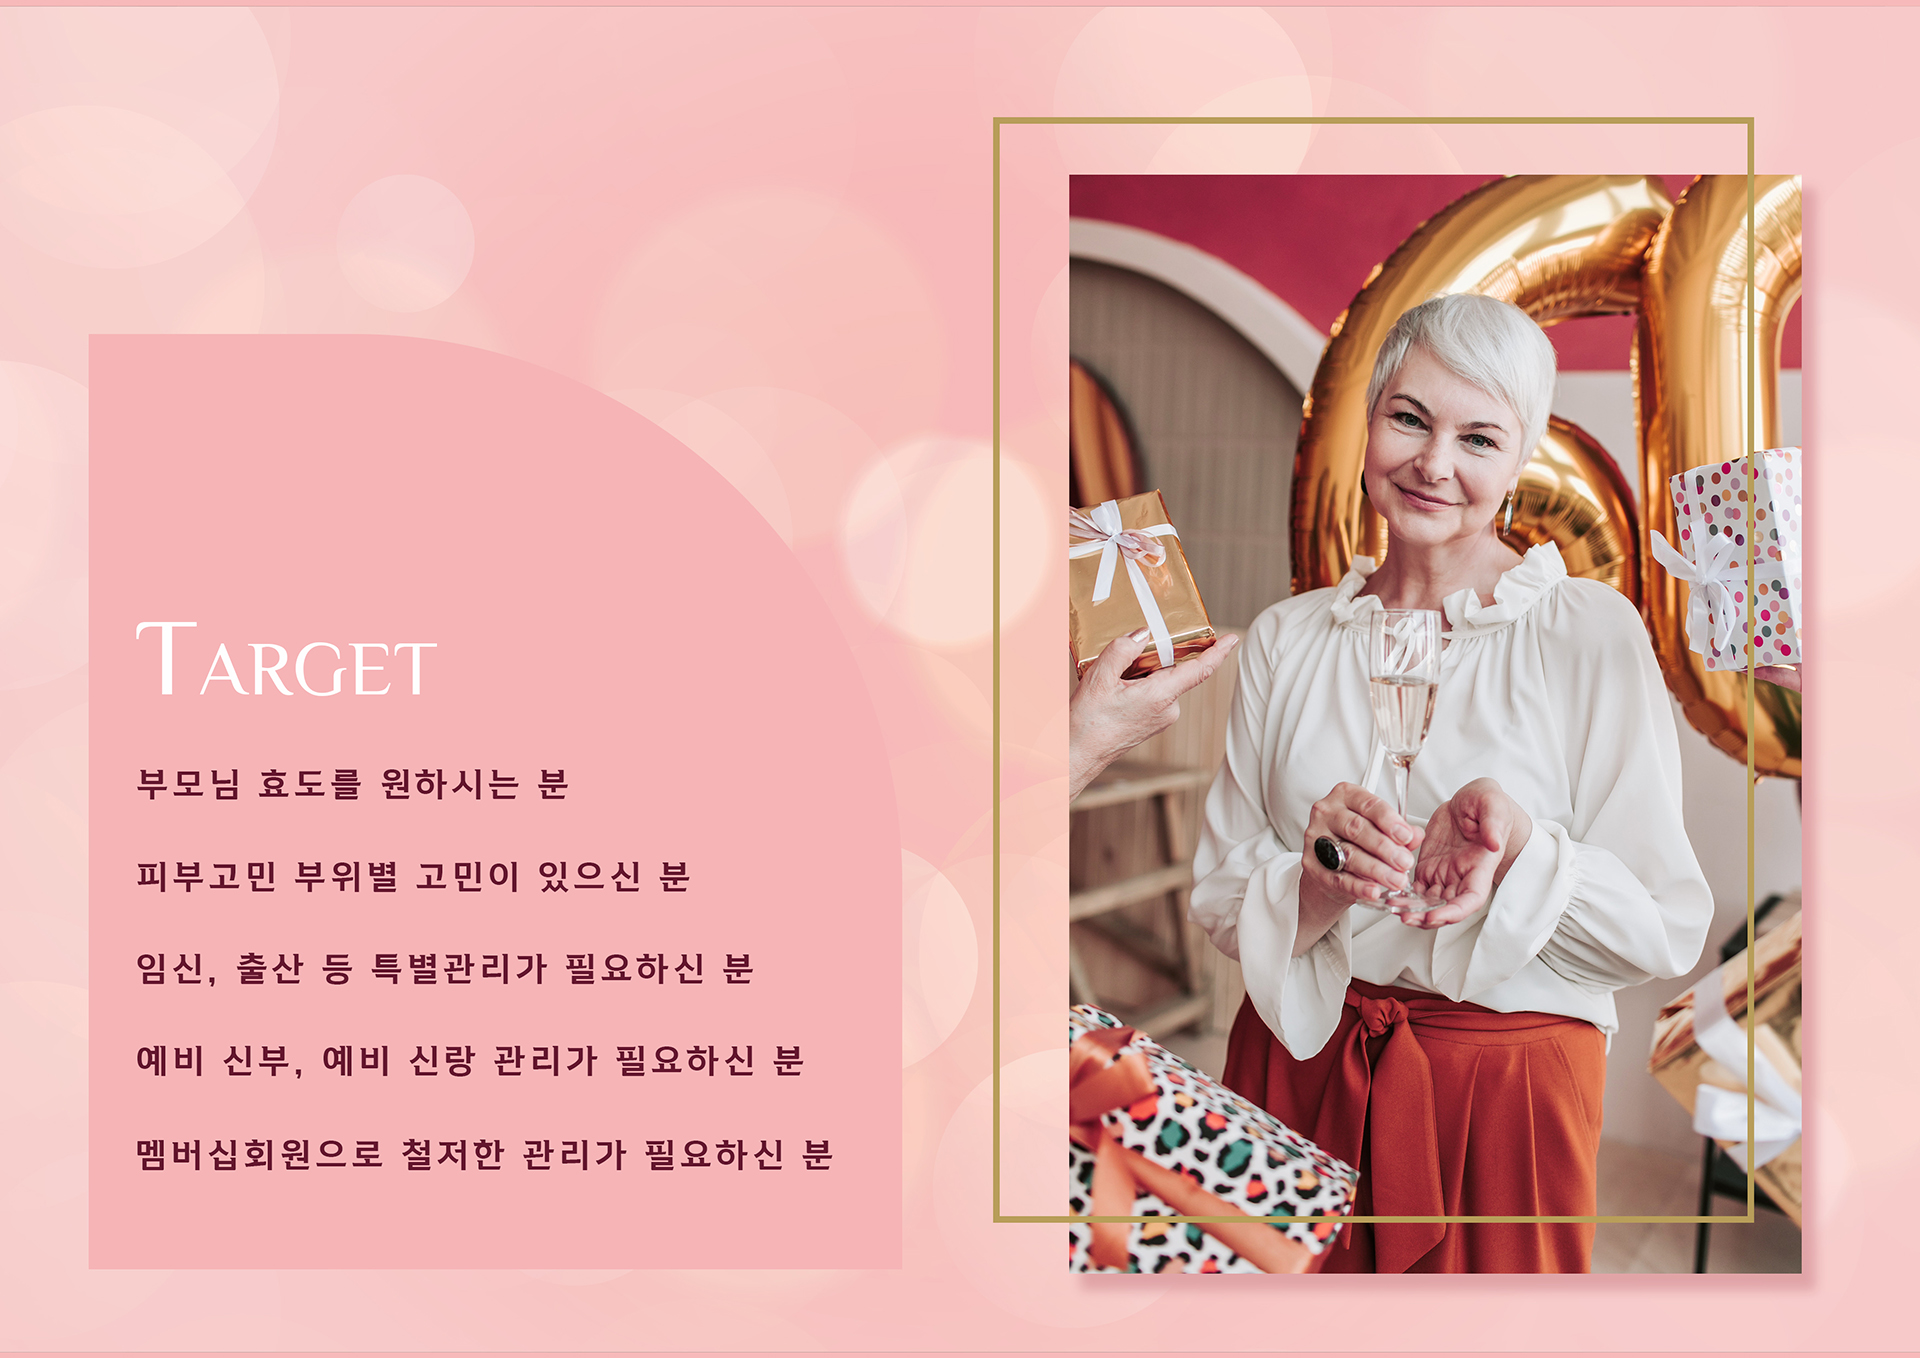 TARGET
부모님 효도를 원하시는 분
피부고민 부위별 고민이 있으신 분
임신, 출산 등 특별관리가 필요하신 분
예비 신부, 예비 신랑 관리가 필요하신 분
멤버십회원으로 철저한 관리가 필요하신 분